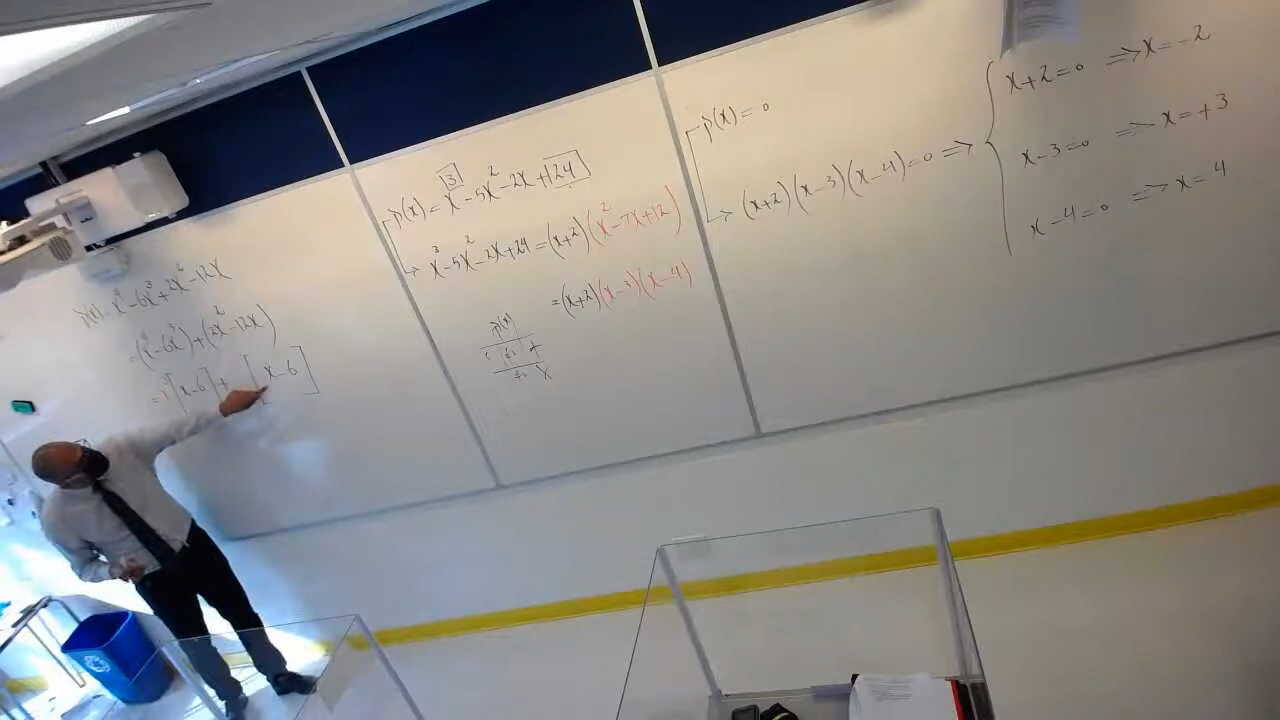 p(x) = x⁴-6x³+2x²-12x
= (x⁴-6x³)+(2x²-12x)
= x³[x-6]+ [x-6]
p(x) = x³-5x²-2x+24
→ x³-5x²-2x+24 = (x+2)(x²-7x+12)
= (x+2)(x-3)(x-4)
p(x)
p(x) = 0
→ (x+2)(x-3)(x-4)=0 ⇒
x+2=0 ⇒ x=-2
x-3=0 ⇒ x=+3
x-4=0 ⇒ x=4